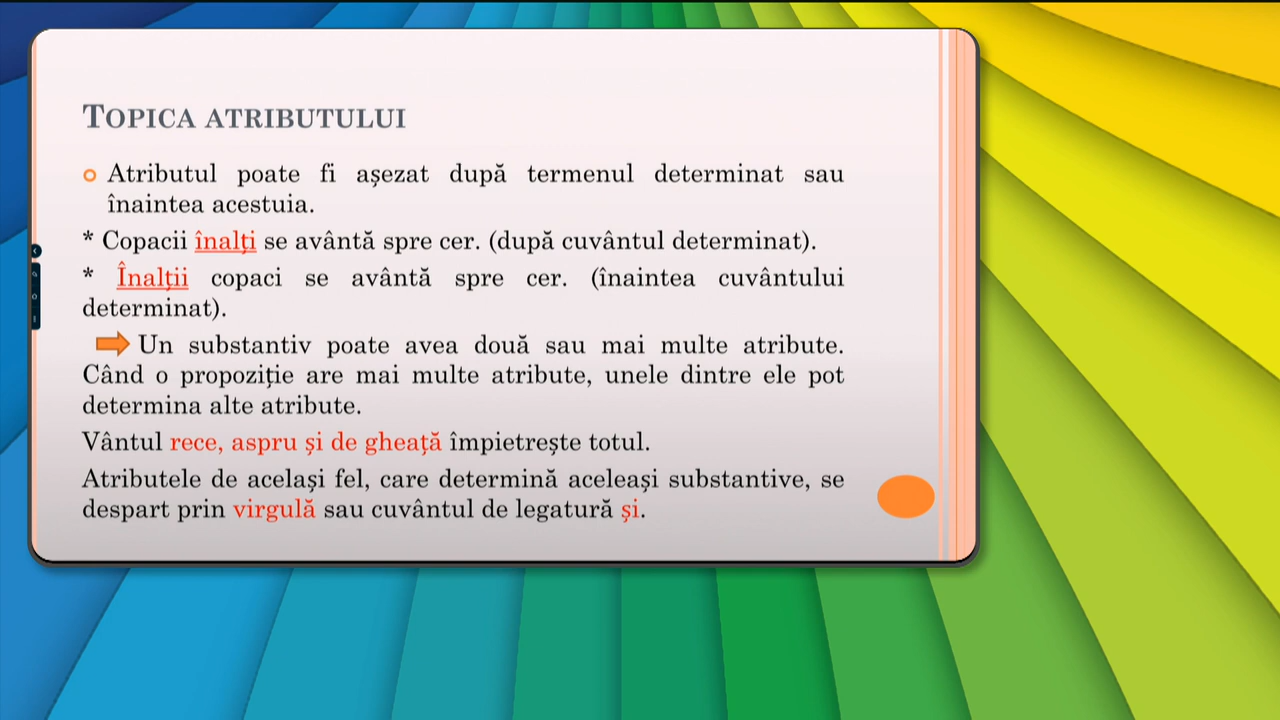 TOPICA ATRIBUTULUI
Atributul poate fi așezat după termenul determinat sau
înaintea acestuia.
* Copacii înalți se avântă spre cer. (după cuvântul determinat).
* Înalții copaci se avântă spre cer. (înaintea cuvântului
determinat).
Un substantiv poate avea două sau mai multe atribute.
Când o propoziție are mai multe atribute, unele dintre ele pot
determina alte atribute.
Vântul rece, aspru și de gheață împietrește totul.
Atributele de același fel, care determină aceleași substantive, se
despart prin virgulă sau cuvântul de legatură și.